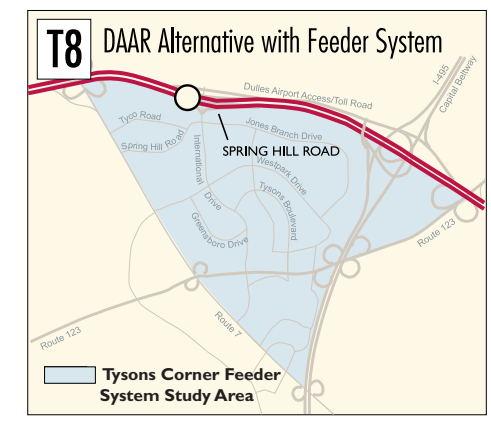 T8 DAAR Alternative with Feeder System
I-495
Capital Beltway
Dulles Airport Access/Toll Road
Tyco Road
Jones Branch Drive
Spring Hill Road
International
Drive
SPRING HILL ROAD
Westpark Drive
Tysons Boulevard
Greensboro Drive
Route 123
Route 7
Route 123
Tysons Corner Feeder
System Study Area